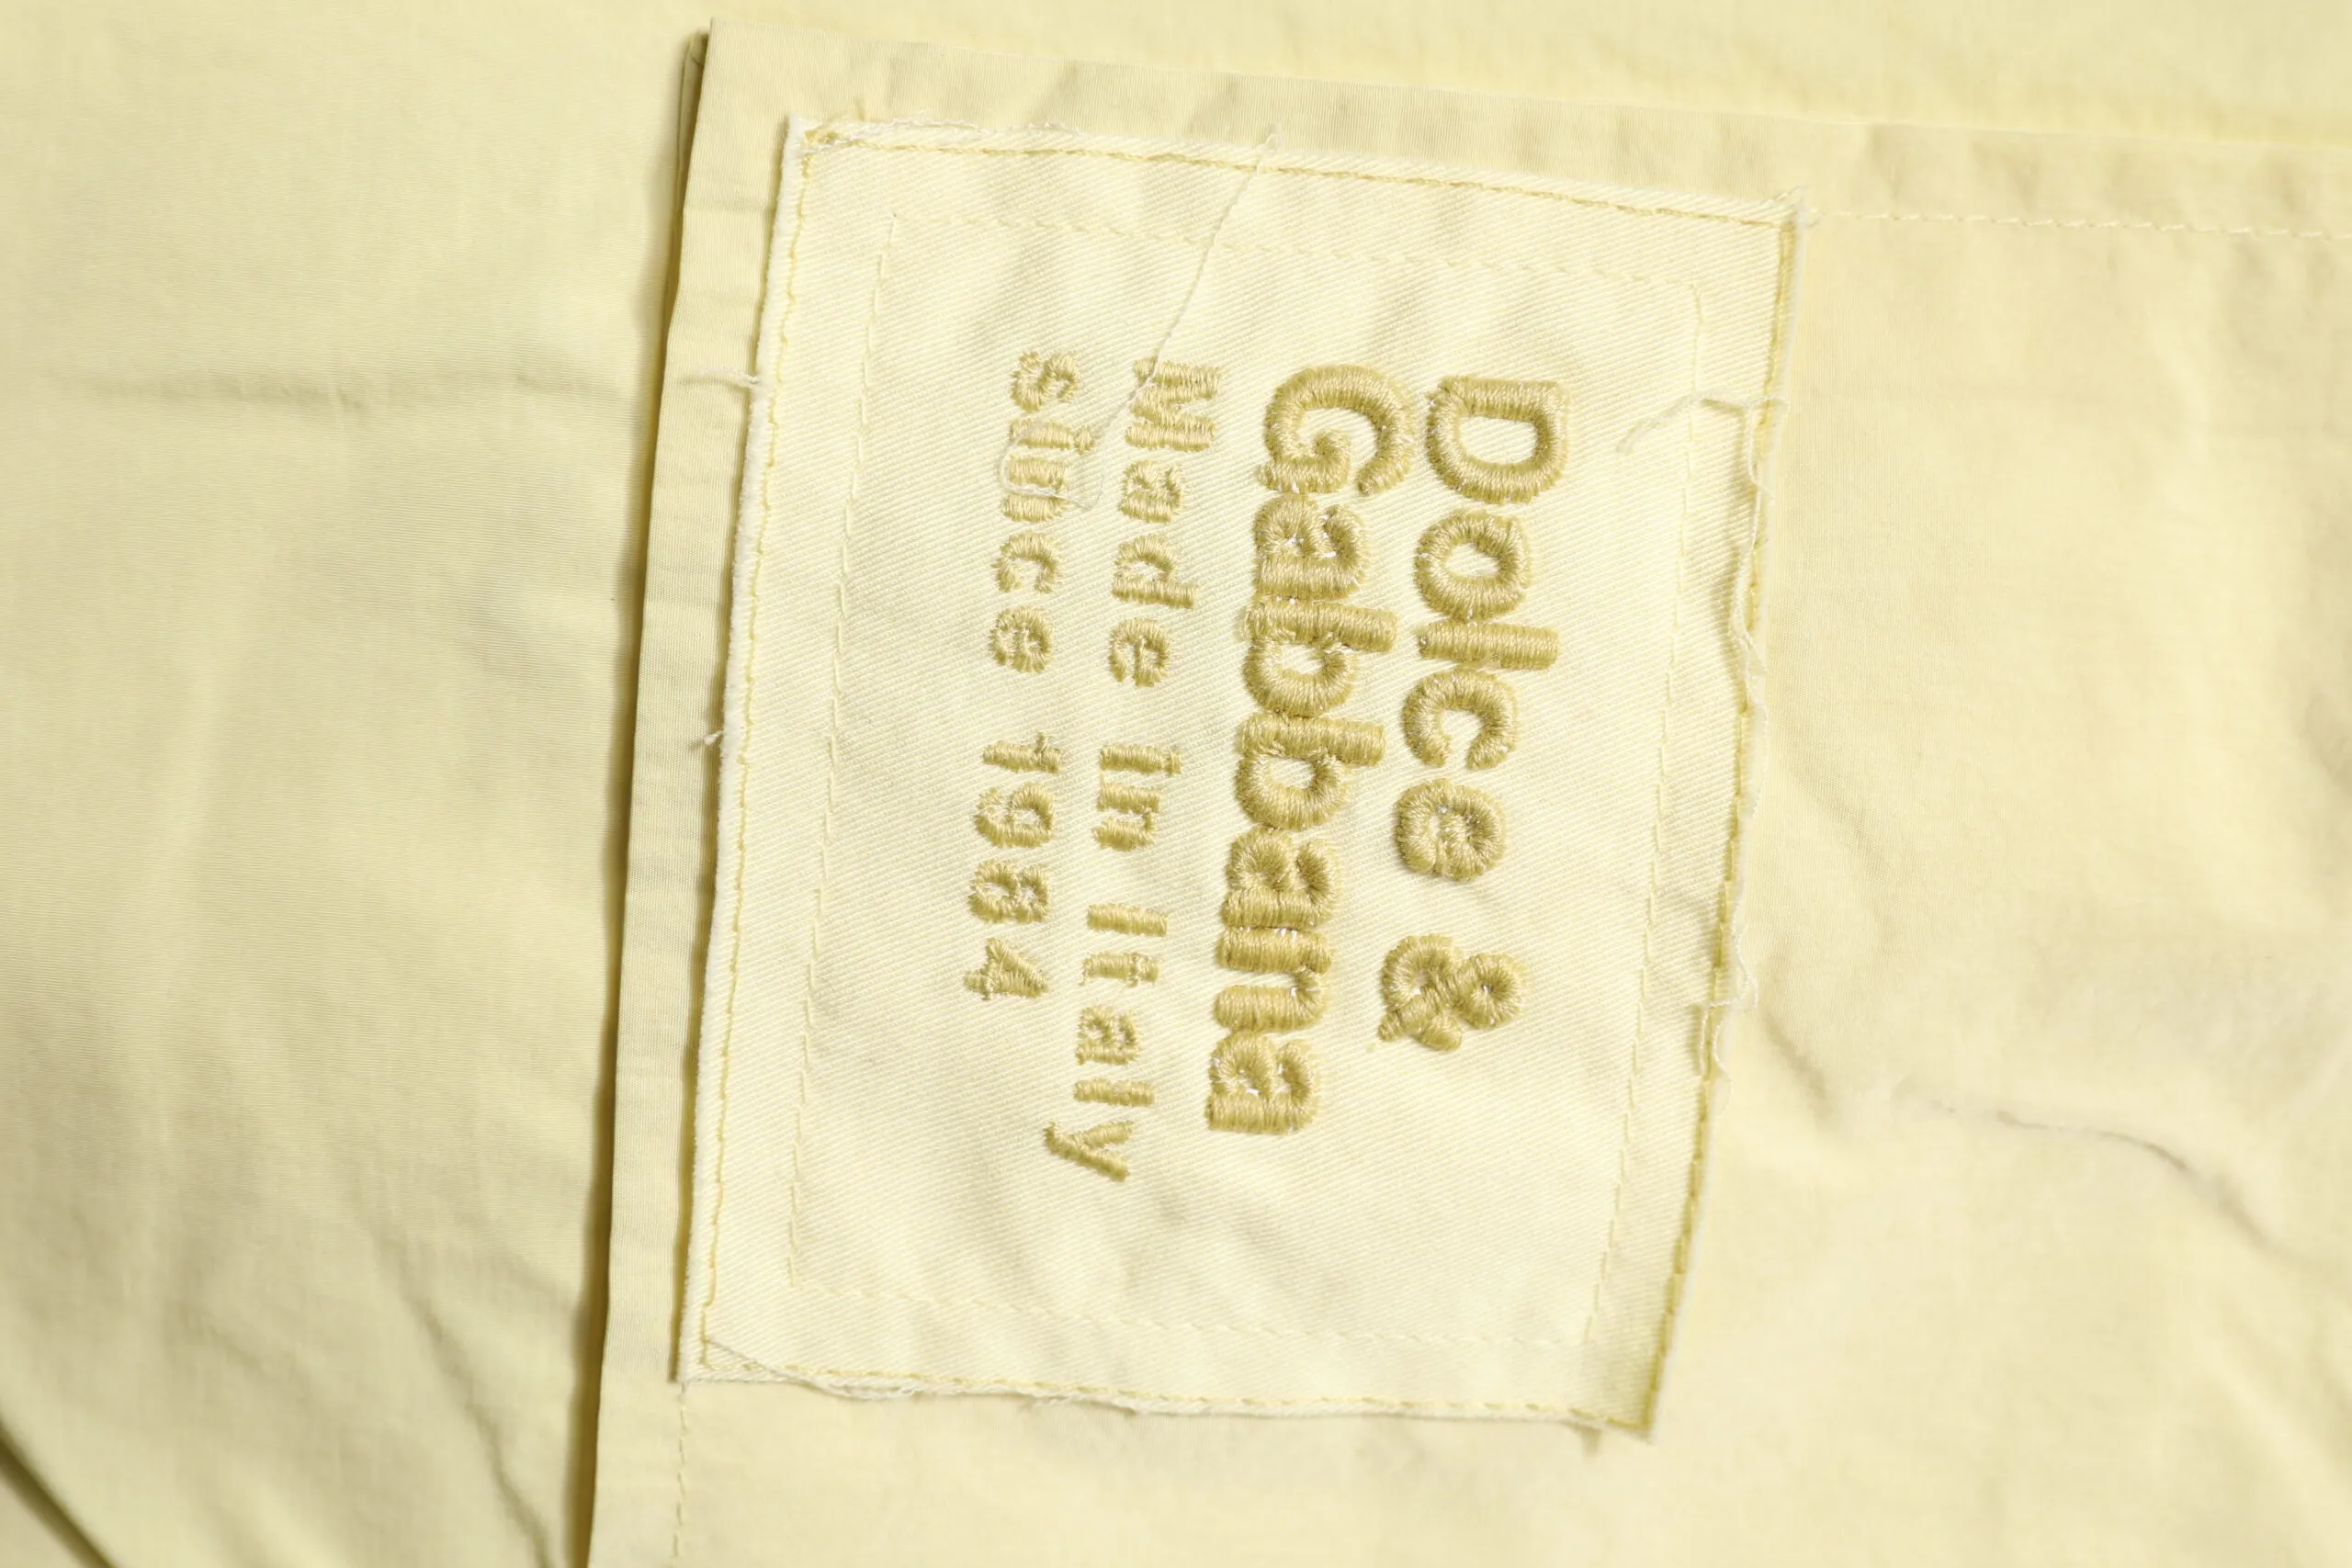 Dolce &
Gabbana
Made in Italy
since 1984